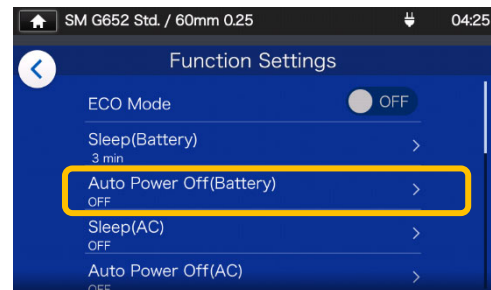 SM G652 Std. / 60mm 0.25 04:25
Function Settings
ECO Mode OFF
Sleep(Battery)
3 min
Auto Power Off(Battery)
OFF
Sleep(AC)
OFF
Auto Power Off(AC)
OFF